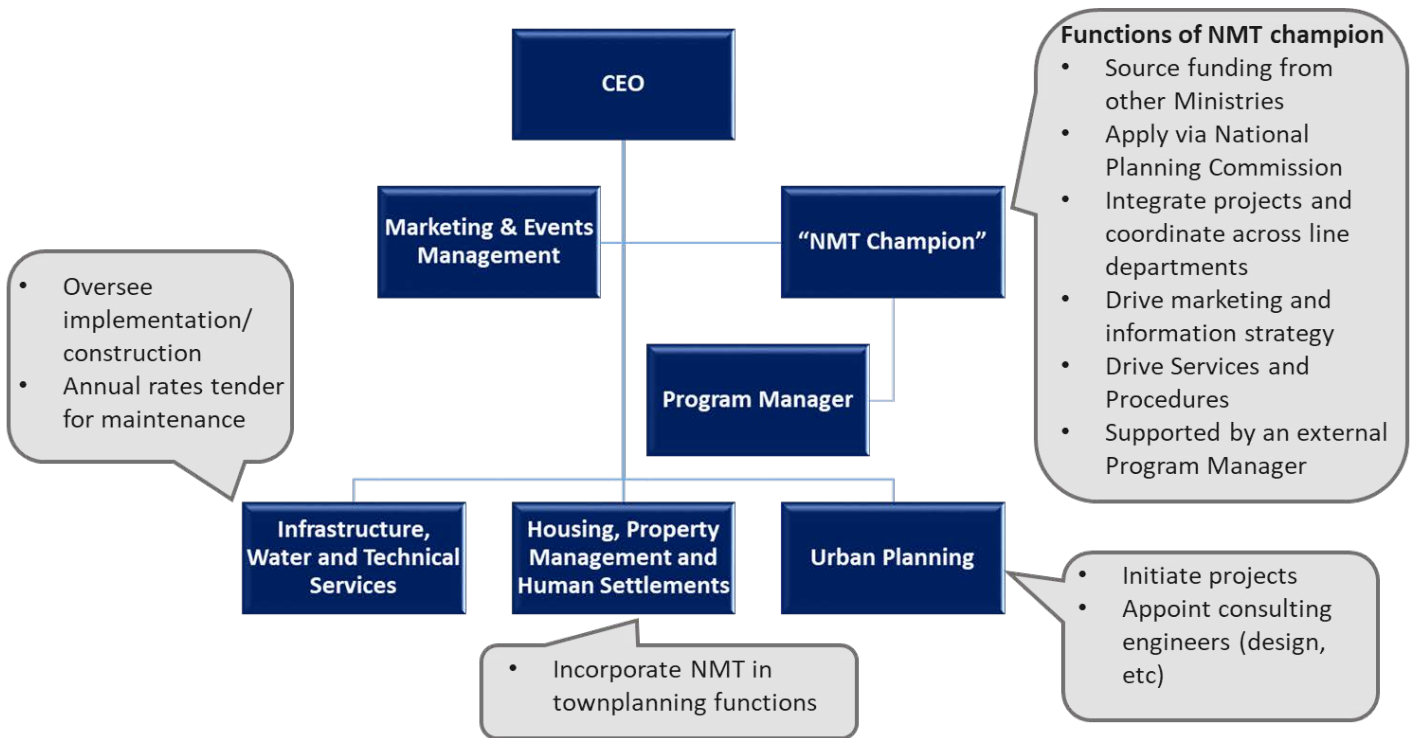 CEO
Functions of NMT champion
• Source funding from
other Ministries
• Apply via National
Planning Commission
• Integrate projects and
coordinate across line
departments
• Drive marketing and
information strategy
• Drive Services and
Procedures
• Supported by an external
Program Manager
Marketing & Events
Management
“NMT Champion”
Program Manager
• Oversee
implementation/
construction
• Annual rates tender
for maintenance
Infrastructure,
Water and Technical
Services
Housing, Property
Management and
Human Settlements
Urban Planning
• Incorporate NMT in
townplanning functions
• Initiate projects
• Appoint consulting
engineers (design,
etc)